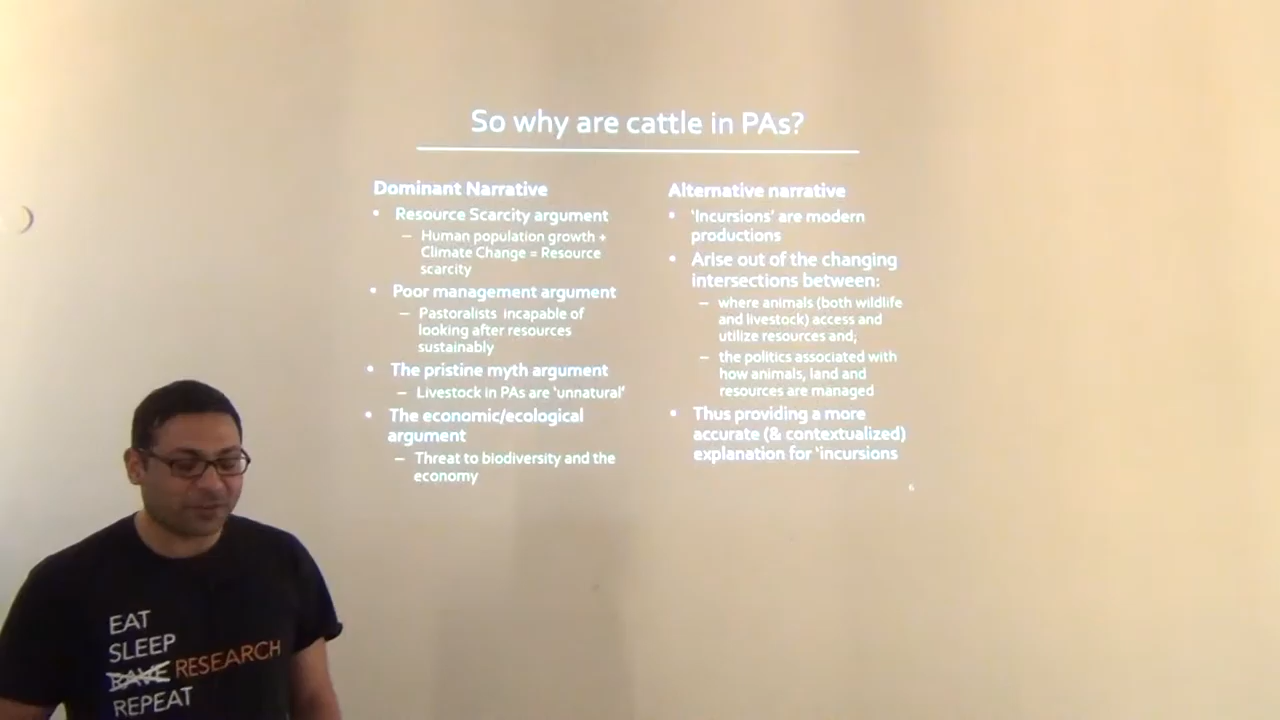 So why are cattle in PAs?
Dominant Narrative
• Resource Scarcity argument
– Human population growth +
Climate Change = Resource
scarcity
• Poor management argument
– Pastoralists incapable of
looking after resources
sustainably
• The pristine myth argument
– Livestock in PAs are ‘unnatural’
• The economic/ecological
argument
– Threat to biodiversity and the
economy
Alternative narrative
• ‘Incursions’ are modern
productions
• Arise out of the changing
intersections between:
– where animals (both wildlife
and livestock) access and
utilize resources and;
– the politics associated with
how animals, land and
resources are managed
• Thus providing a more
accurate (& contextualized)
explanation for ‘incursions
6
EAT
SLEEP
RAVE RESEARCH
REPEAT